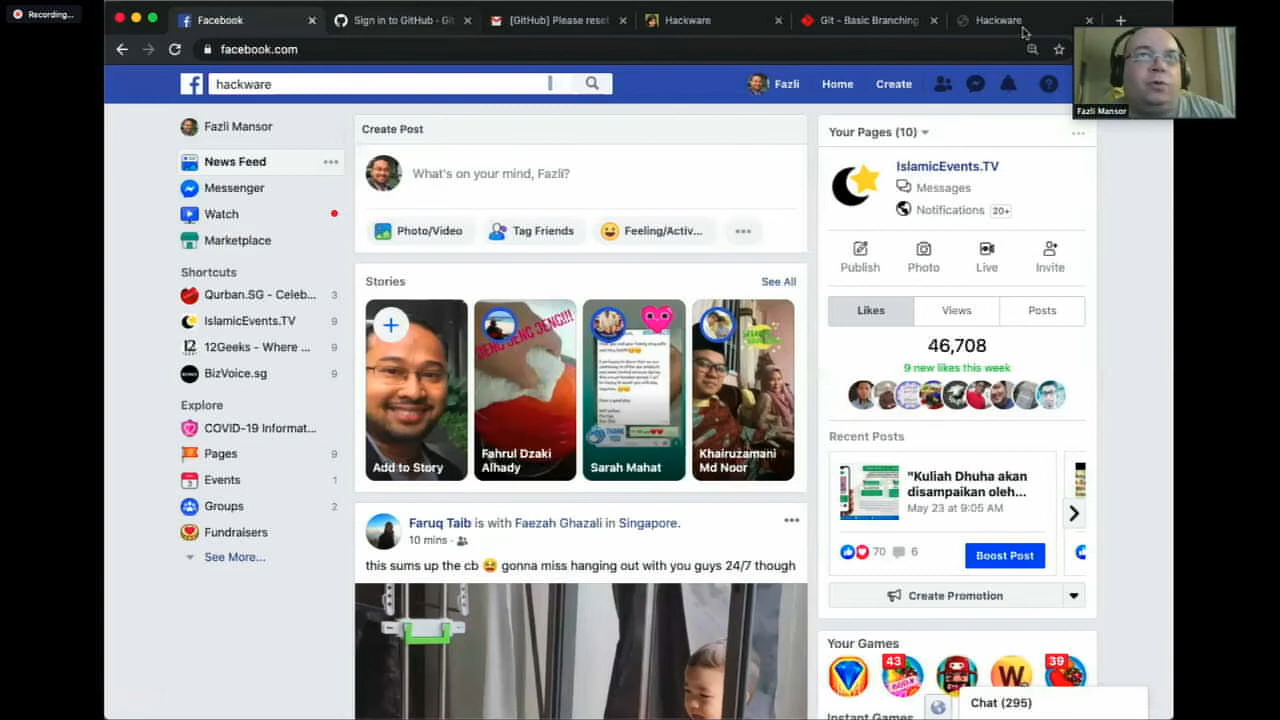 Recording...
Facebook
Sign in to GitHub · Git
[GitHub] Please reset
Hackware
Git - Basic Branching
Hackware
facebook.com
hackware
Fazli
Home
Create
Fazli Mansor
Fazli Mansor
News Feed
Messenger
Watch
Marketplace
Shortcuts
Qurban.SG - Celeb... 3
IslamicEvents.TV 9
12Geeks - Where ... 9
BizVoice.sg 9
Explore
COVID-19 Informat...
Pages 9
Events 1
Groups 2
Fundraisers
See More...
Create Post
What's on your mind, Fazli?
Photo/Video
Tag Friends
Feeling/Activ...
Stories
See All
Add to Story
JENG JENG JENG!!!
Fahrul Dzaki
Alhady
THANK
YOU
Sarah Mahat
Khairuzamani
Md Noor
Faruq Taib is with Faezah Ghazali in Singapore.
10 mins ·
this sums up the cb 😆 gonna miss hanging out with you guys 24/7 though
Your Pages (10)
IslamicEvents.TV
Messages
Notifications 20+
Publish
Photo
Live
Invite
Likes
Views
Posts
46,708
9 new likes this week
Recent Posts
"Kuliah Dhuha akan
disampaikan oleh...
May 23 at 9:05 AM
70
6
Boost Post
Create Promotion
Your Games
43
W
39
Instant Games
Chat (295)